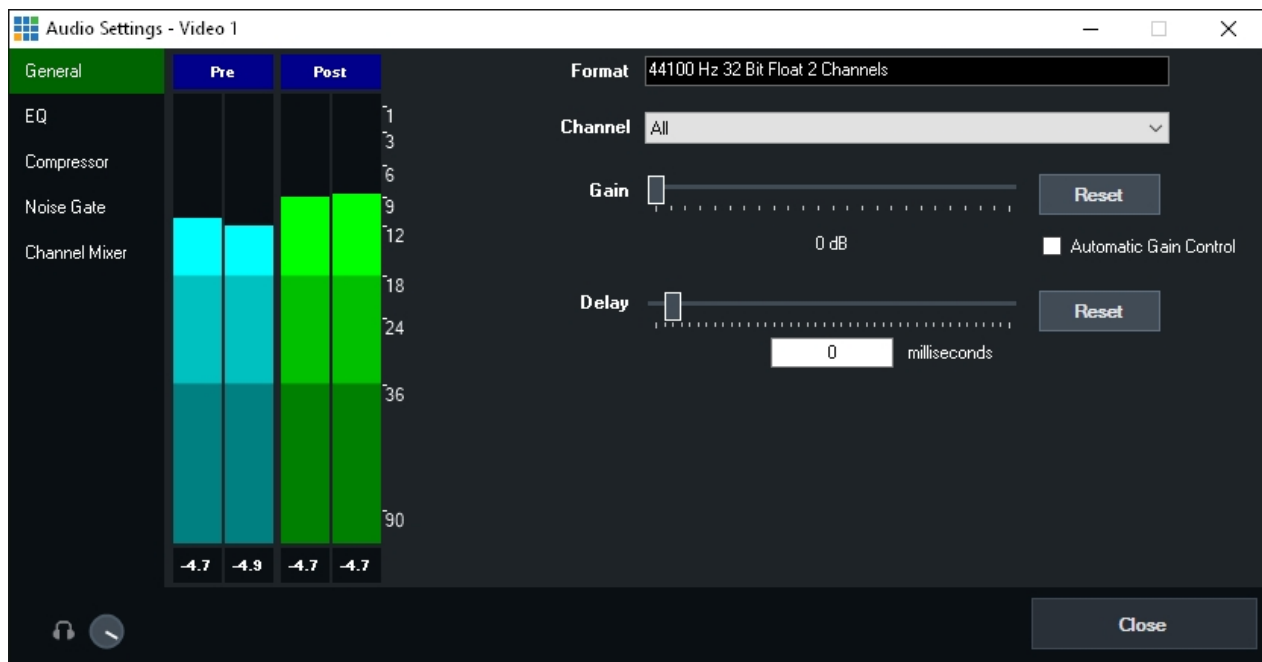 Audio Settings - Video 1
General
EQ
Compressor
Noise Gate
Channel Mixer
Pre Post
1
3
6
9
12
18
24
36
90
-4.7 -4.9 -4.7 -4.7
Format 44100 Hz 32 Bit Float 2 Channels
Channel All
Gain Reset
0 dB Automatic Gain Control
Delay Reset
0 milliseconds
Close